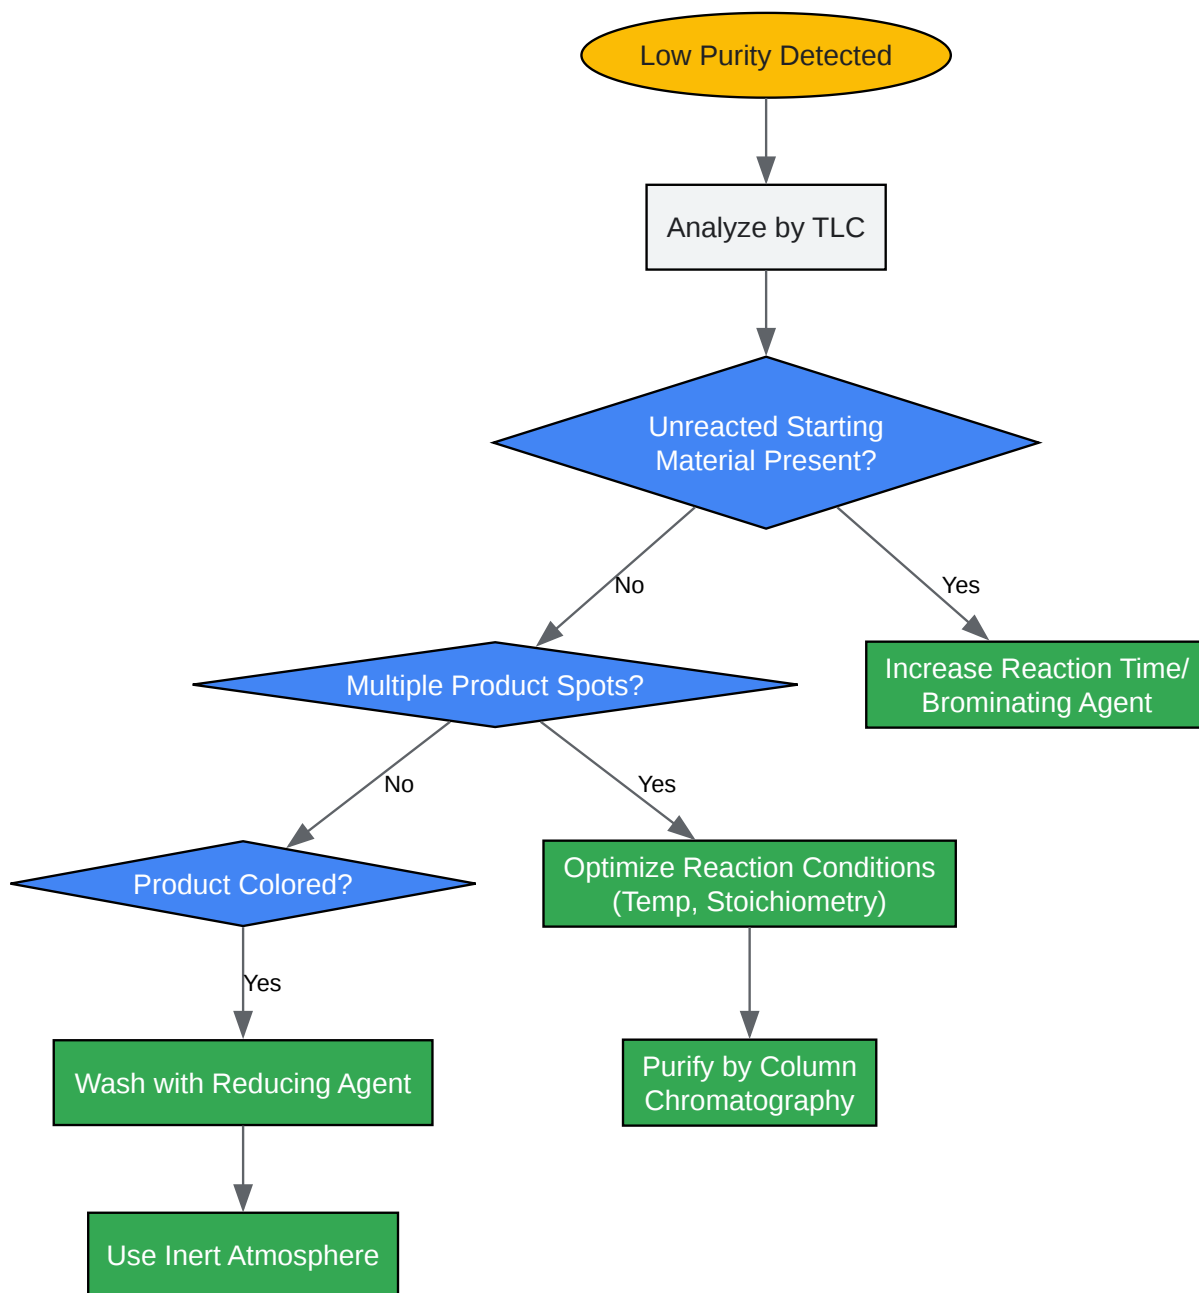 Low Purity Detected
Analyze by TLC
Unreacted Starting
Material Present?
No
Yes
Multiple Product Spots?
Increase Reaction Time/
Brominating Agent
No
Yes
Product Colored?
Optimize Reaction Conditions
(Temp, Stoichiometry)
Yes
Wash with Reducing Agent
Purify by Column
Chromatography
Use Inert Atmosphere